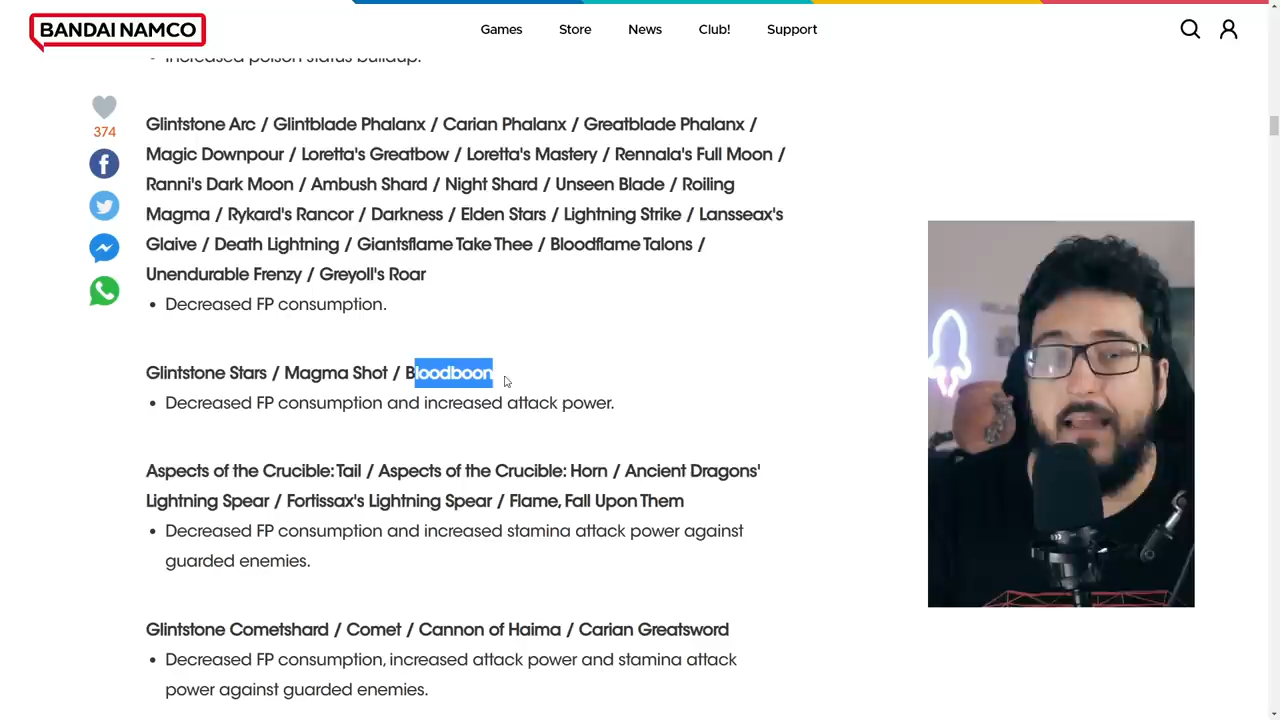 BANDAI NAMCO
Games Store News Club! Support
Increased poison status buildup.
374
Glintstone Arc / Glintblade Phalanx / Carian Phalanx / Greatblade Phalanx /
Magic Downpour / Loretta's Greatbow / Loretta's Mastery / Rennala's Full Moon /
Ranni's Dark Moon / Ambush Shard / Night Shard / Unseen Blade / Roiling
Magma / Rykard's Rancor / Darkness / Elden Stars / Lightning Strike / Lansseax's
Glaive / Death Lightning / Giantsflame Take Thee / Bloodflame Talons /
Unendurable Frenzy / Greyoll's Roar
• Decreased FP consumption.
Glintstone Stars / Magma Shot / Bloodboon
• Decreased FP consumption and increased attack power.
Aspects of the Crucible: Tail / Aspects of the Crucible: Horn / Ancient Dragons'
Lightning Spear / Fortissax's Lightning Spear / Flame, Fall Upon Them
• Decreased FP consumption and increased stamina attack power against
guarded enemies.
Glintstone Cometshard / Comet / Cannon of Haima / Carian Greatsword
• Decreased FP consumption, increased attack power and stamina attack
power against guarded enemies.